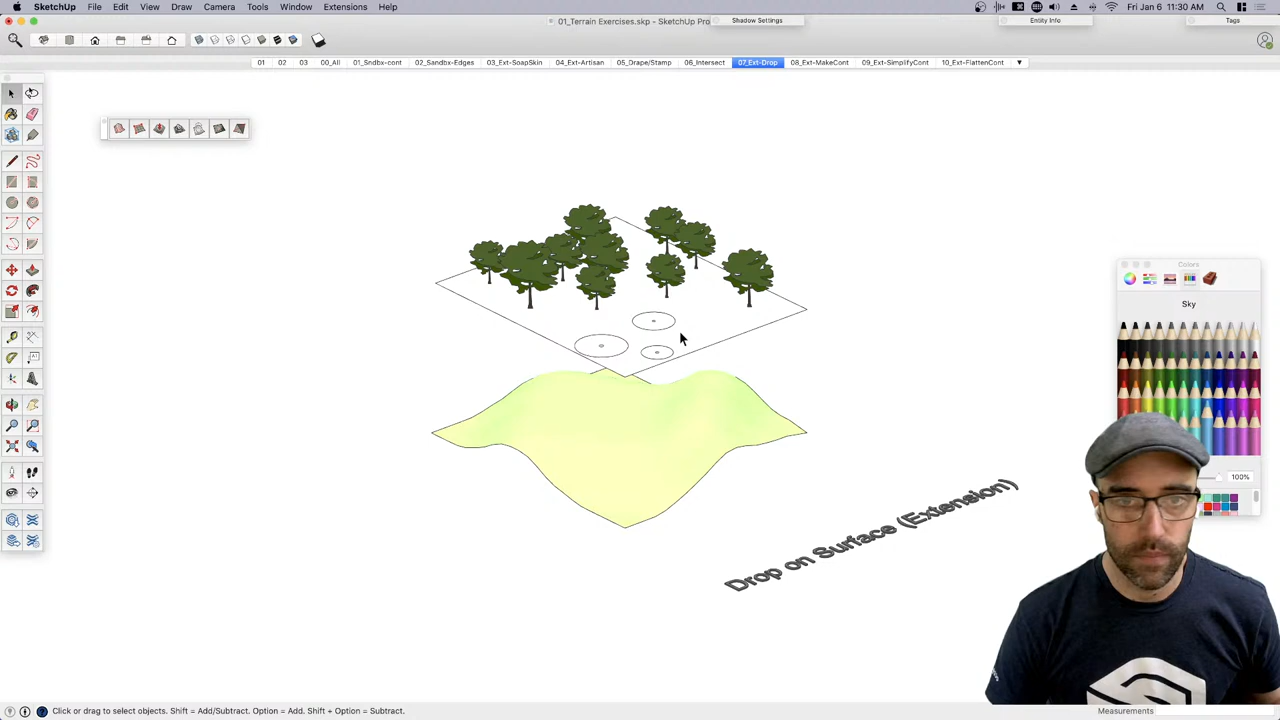 SketchUp File Edit View Draw Camera Tools Window Extensions Help Fri Jan 6 11:30 AM
01_Terrain Exercises.skp - SketchUp Pro
Shadow Settings
Entity Info
Tags
01 02 03 00_All 01_Sndbx-cont 02_Sandbx-Edges 03_Ext-SoapSkin 04_Ext-Artisan 05_Drape/Stamp 06_Intersect 07_Ext-Drop 08_Ext-MakeCont 09_Ext-SimplifyCont 10_Ext-FlattenCont
Colors
Sky
100%
Drop on Surface (Extension)
Click or drag to select objects. Shift = Add/Subtract. Option = Add. Shift + Option = Subtract.
Measurements